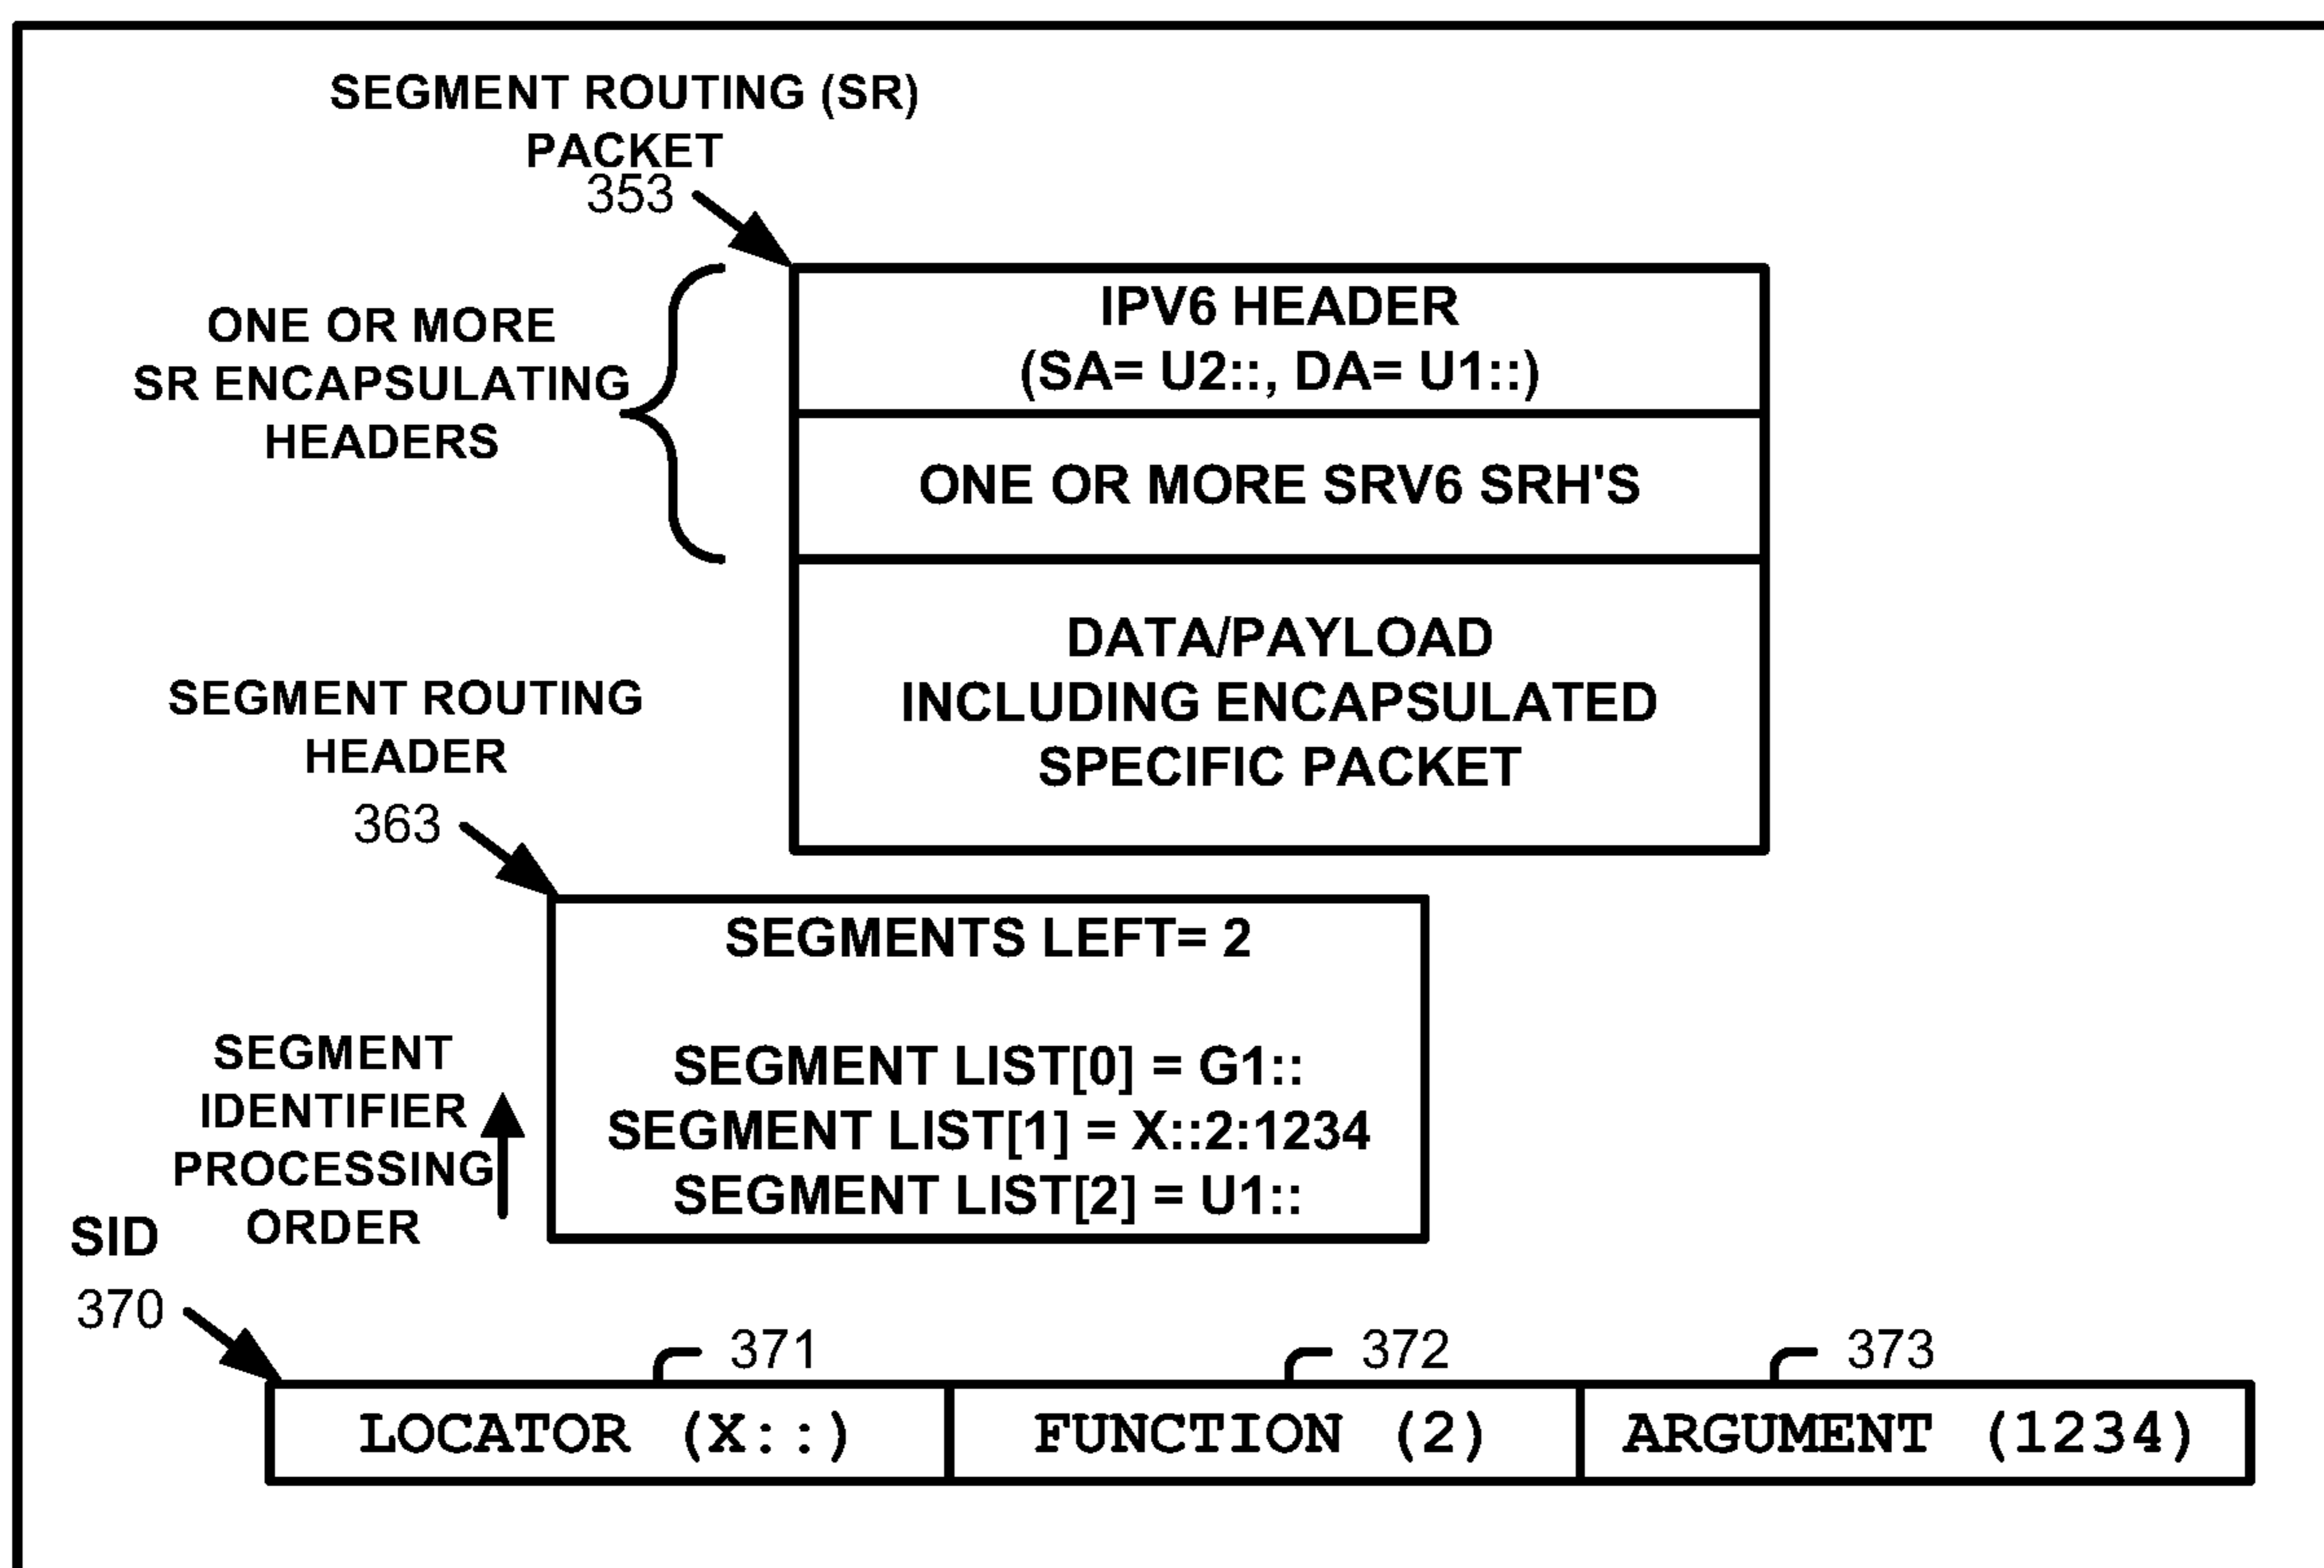 SEGMENT ROUTING (SR)
PACKET
353
ONE OR MORE
SR ENCAPSULATING
HEADERS
IPV6 HEADER
(SA= U2::, DA= U1::)
ONE OR MORE SRV6 SRH'S
DATA/PAYLOAD
INCLUDING ENCAPSULATED
SPECIFIC PACKET
SEGMENT ROUTING
HEADER
363
SEGMENTS LEFT= 2
SEGMENT LIST[0] = G1::
SEGMENT LIST[1] = X::2:1234
SEGMENT LIST[2] = U1::
SEGMENT
IDENTIFIER
PROCESSING
ORDER
SID
370
371
372
373
LOCATOR (X::)
FUNCTION (2)
ARGUMENT (1234)